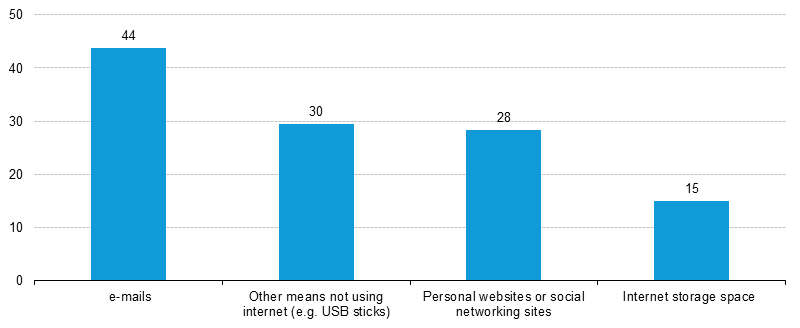 50
40
30
20
10
0
44
30
28
15
e-mails
Other means not using
internet (e.g. USB sticks)
Personal websites or social
networking sites
Internet storage space